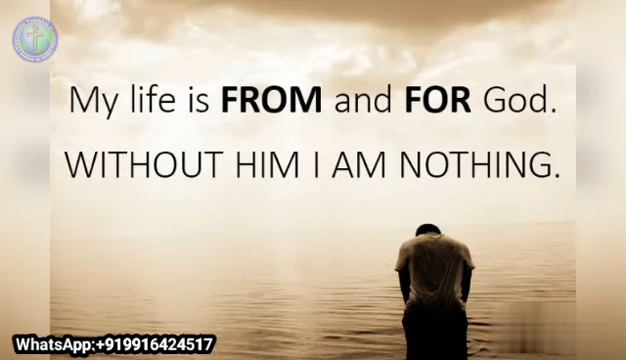 My life is FROM and FOR God.
WITHOUT HIM I AM NOTHING.
WhatsApp:+919916424517